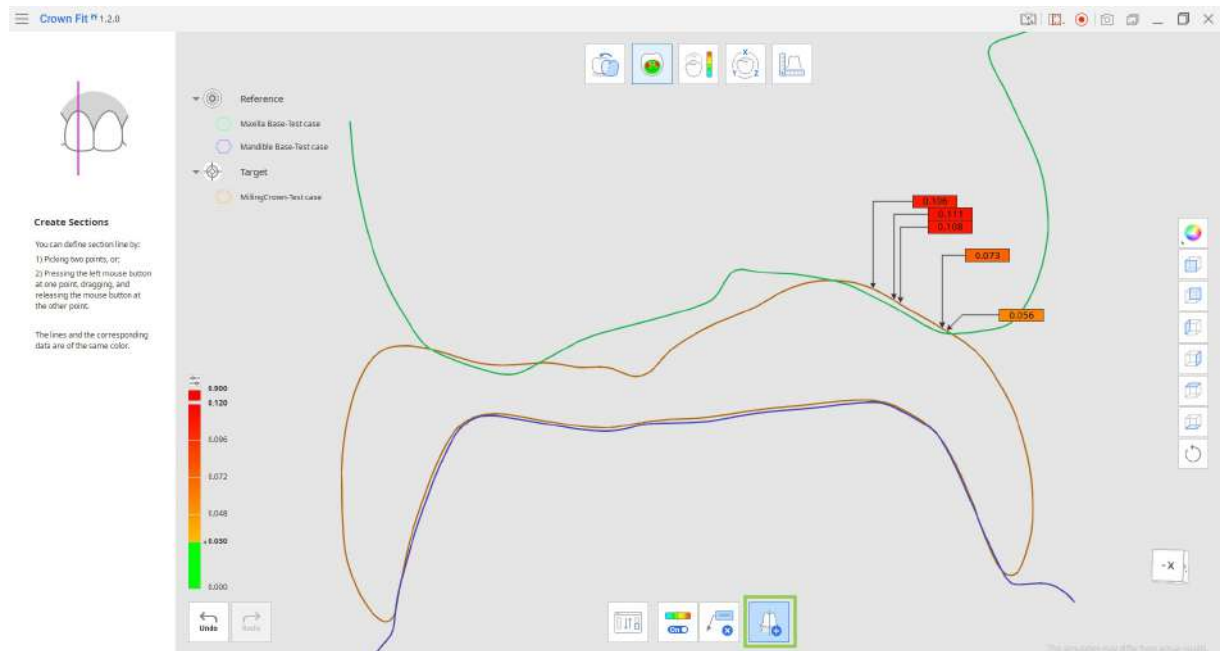 Crown Fit PV 1.2.0
Reference
Maxilla Base-Test case
Mandible Base-Test case
Target
MillingCrown-Test case
Create Sections
You can define section line by:
1) Picking two points, or;
2) Pressing the left mouse button
at one point, dragging, and
releasing the mouse button at
the other point.
The lines and the corresponding
data are of the same color.
0.111
0.108
0.073
0.056
0.900
0.120
0.096
0.072
0.048
0.000
X
Y
Z
-X
Undo
Redo
On